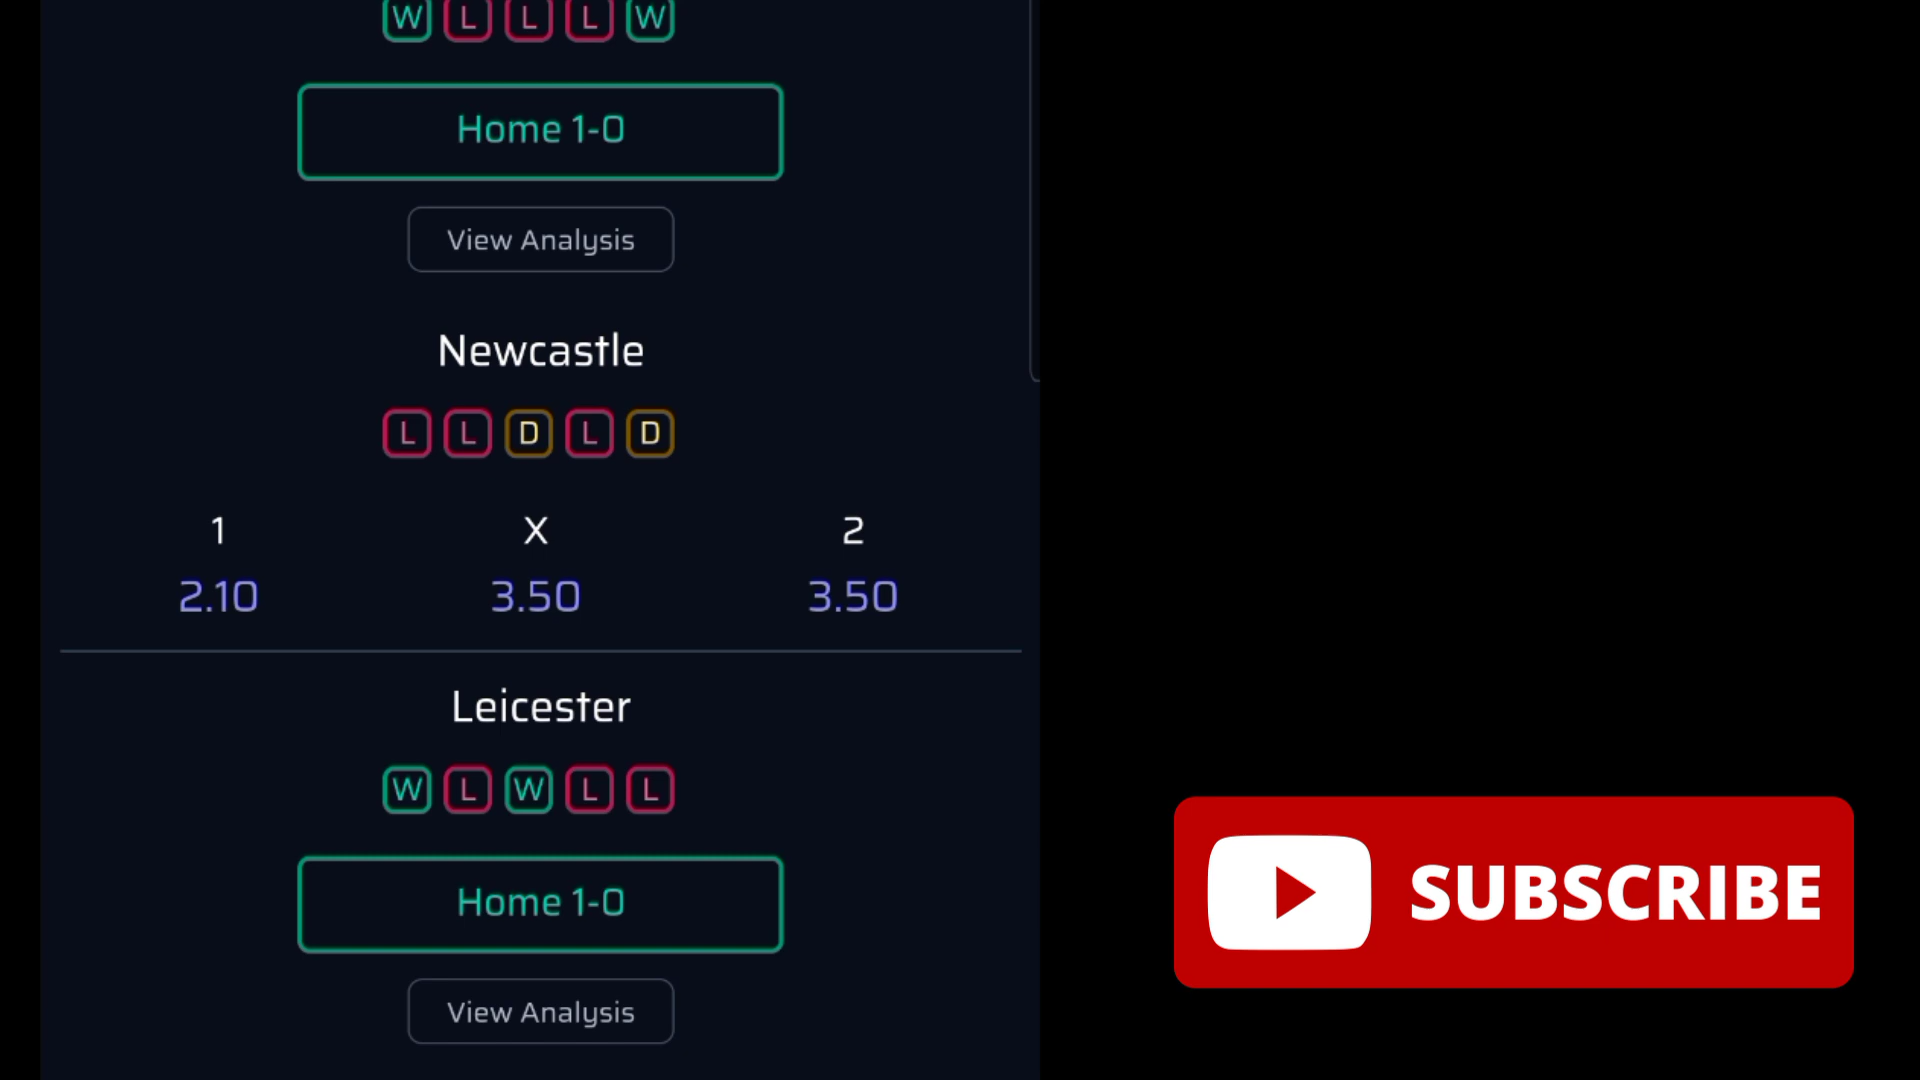 W L L L W
Home 1-0
View Analysis
Newcastle
L L D L D
1 X 2
2.10 3.50 3.50
Leicester
W L W L L
Home 1-0
View Analysis
SUBSCRIBE